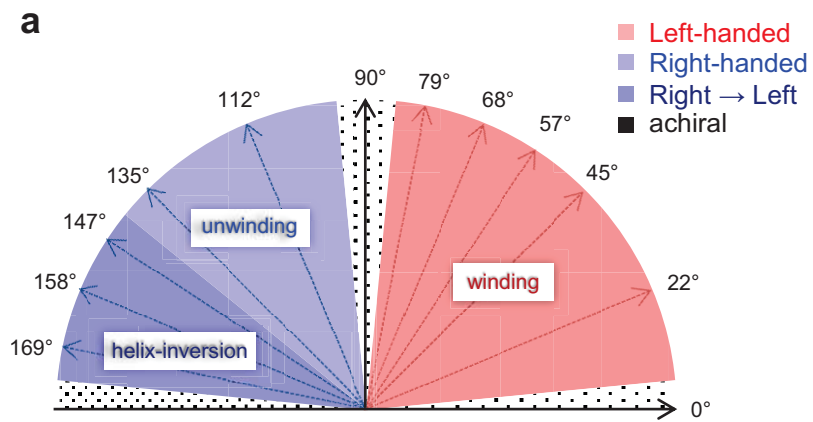 a
Left-handed
Right-handed
Right → Left
achiral
90°
79°
68°
57°
45°
22°
0°
112°
135°
147°
158°
169°
unwinding
winding
helix-inversion